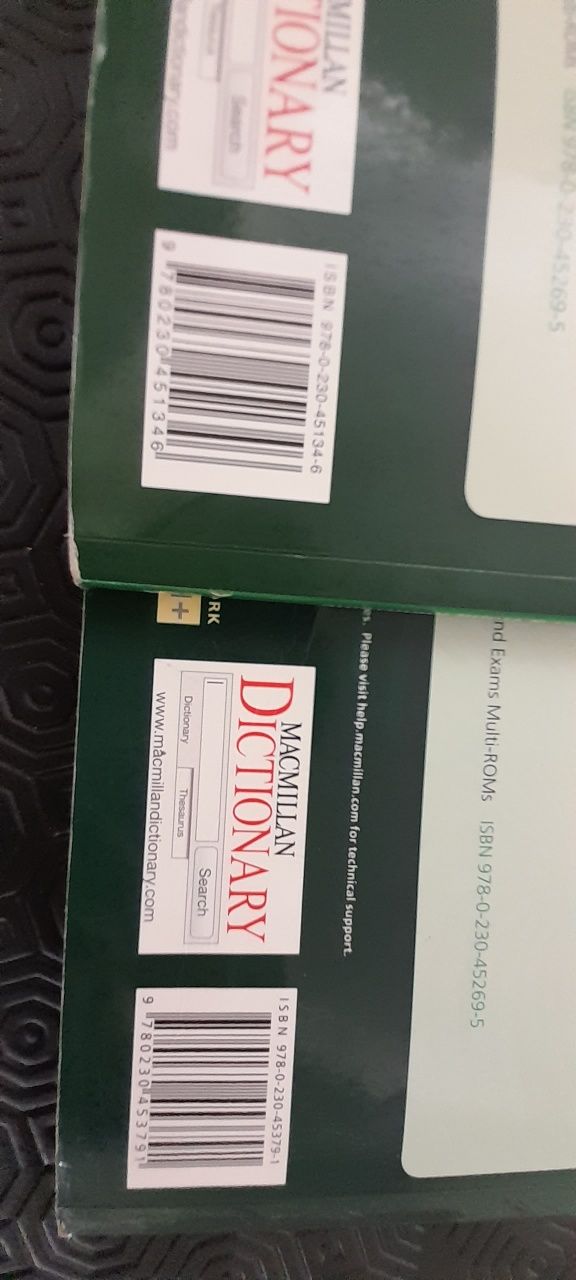 MILLAN
TIONARY
Search
Thesaurus
ISBN 978-0-230-45134-6
9 780230 451346
ISBN 978-0-230-45269-5
RK
+
s. Please visit help.macmillan.com for technical support.
nd Exams Multi-ROMs ISBN 978-0-230-45269-5
MACMILLAN
DICTIONARY
Search
Dictionary Thesaurus
www.macmillandictionary.com
ISBN 978-0-230-45379-1
9 780230 453791